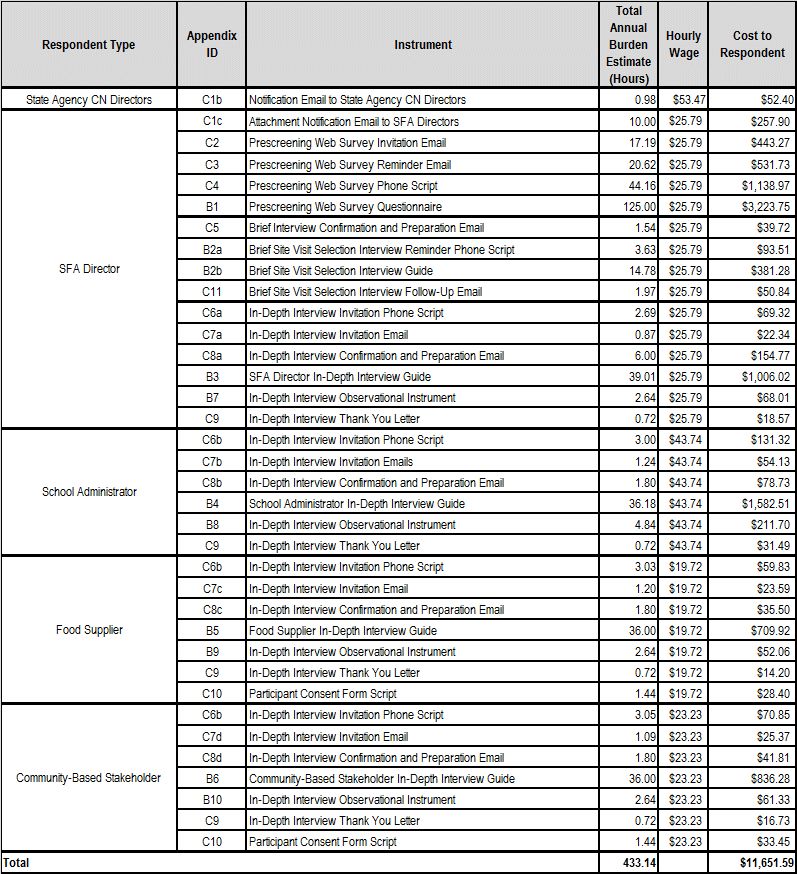 Respondent Type Appendix ID Instrument Total Annual Burden Estimate (Hours) Hourly Wage Cost to Respondent
State Agency CN Directors C1b Notification Email to State Agency CN Directors 0.98 $53.47 $52.40
SFA Director
C1c Attachment Notification Email to SFA Directors 10.00 $25.79 $257.90
C2 Prescreening Web Survey Invitation Email 17.19 $25.79 $443.27
C3 Prescreening Web Survey Reminder Email 20.62 $25.79 $531.73
C4 Prescreening Web Survey Phone Script 44.16 $25.79 $1,138.97
B1 Prescreening Web Survey Questionnaire 125.00 $25.79 $3,223.75
C5 Brief Interview Confirmation and Preparation Email 1.54 $25.79 $39.72
B2a Brief Site Visit Selection Interview Reminder Phone Script 3.63 $25.79 $93.51
B2b Brief Site Visit Selection Interview Guide 14.78 $25.79 $381.28
C11 Brief Site Visit Selection Interview Follow-Up Email 1.97 $25.79 $50.84
C6a In-Depth Interview Invitation Phone Script 2.69 $25.79 $69.32
C7a In-Depth Interview Invitation Email 0.87 $25.79 $22.34
C8a In-Depth Interview Confirmation and Preparation Email 6.00 $25.79 $154.77
B3 SFA Director In-Depth Interview Guide 39.01 $25.79 $1,006.02
B7 In-Depth Interview Observational Instrument 2.64 $25.79 $68.01
C9 In-Depth Interview Thank You Letter 0.72 $25.79 $18.57
School Administrator
C6b In-Depth Interview Invitation Phone Script 3.00 $43.74 $131.32
C7b In-Depth Interview Invitation Emails 1.24 $43.74 $54.13
C8b In-Depth Interview Confirmation and Preparation Email 1.80 $43.74 $78.73
B4 School Administrator In-Depth Interview Guide 36.18 $43.74 $1,582.51
B8 In-Depth Interview Observational Instrument 4.84 $43.74 $211.70
C9 In-Depth Interview Thank You Letter 0.72 $43.74 $31.49
Food Supplier
C6b In-Depth Interview Invitation Phone Script 3.03 $19.72 $59.83
C7c In-Depth Interview Invitation Email 1.20 $19.72 $23.59
C8c In-Depth Interview Confirmation and Preparation Email 1.80 $19.72 $35.50
B5 Food Supplier In-Depth Interview Guide 36.00 $19.72 $709.92
B9 In-Depth Interview Observational Instrument 2.64 $19.72 $52.06
C9 In-Depth Interview Thank You Letter 0.72 $19.72 $14.20
C10 Participant Consent Form Script 1.44 $19.72 $28.40
Community-Based Stakeholder
C6b In-Depth Interview Invitation Phone Script 3.05 $23.23 $70.85
C7d In-Depth Interview Invitation Email 1.09 $23.23 $25.37
C8d In-Depth Interview Confirmation and Preparation Email 1.80 $23.23 $41.81
B6 Community-Based Stakeholder In-Depth Interview Guide 36.00 $23.23 $836.28
B10 In-Depth Interview Observational Instrument 2.64 $23.23 $61.33
C9 In-Depth Interview Thank You Letter 0.72 $23.23 $16.73
C10 Participant Consent Form Script 1.44 $23.23 $33.45
Total 433.14 $11,651.59